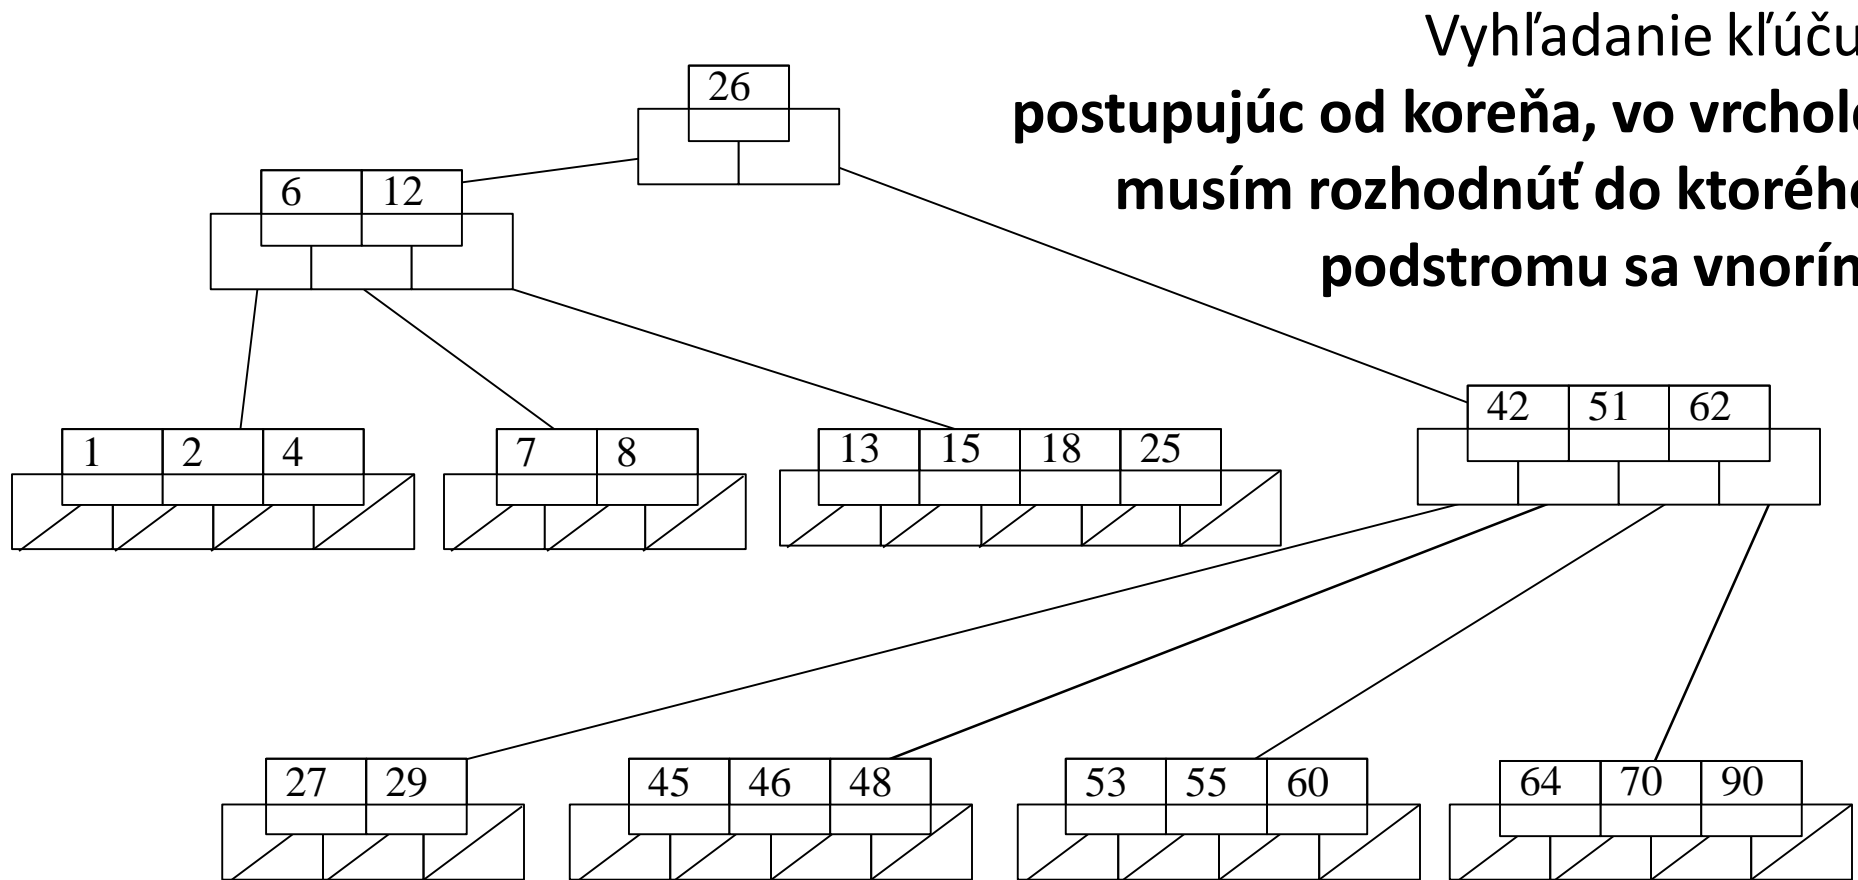 Vyhľadanie kľúču
postupujúc od koreňa, vo vrchole
musím rozhodnúť do ktorého
podstromu sa vnorím
26
6 12
42 51 62
1 2 4
7 8
13 15 18 25
27 29
45 46 48
53 55 60
64 70 90